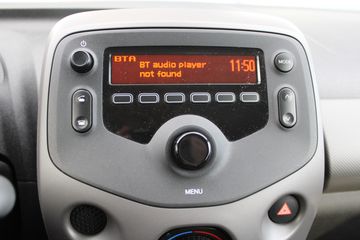 BTA
BT audio player
not found
11:50
MODE
MENU